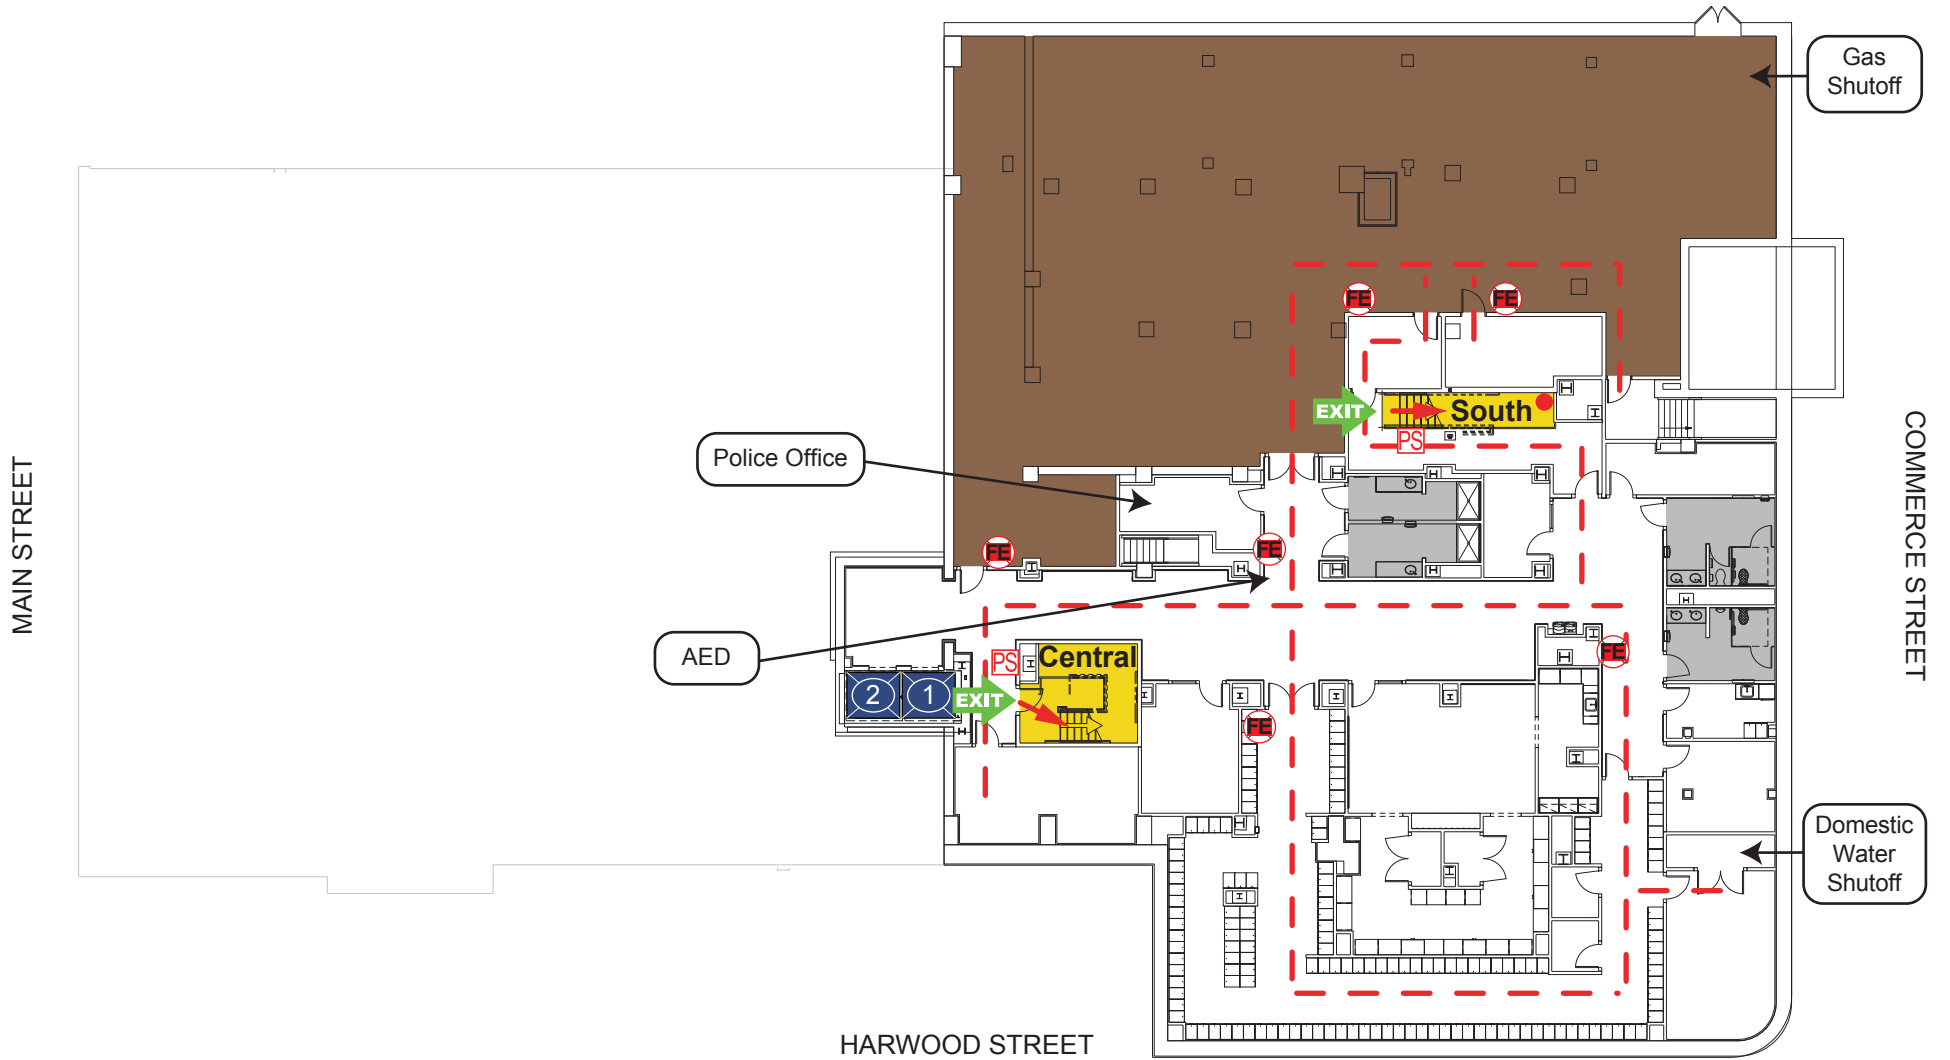 Gas
Shutoff
FE
FE
EXIT
South
PS
Police Office
MAIN STREET
COMMERCE STREET
FE
FE
AED
PS
Central
FE
2
1
EXIT
FE
Domestic
Water
Shutoff
HARWOOD STREET